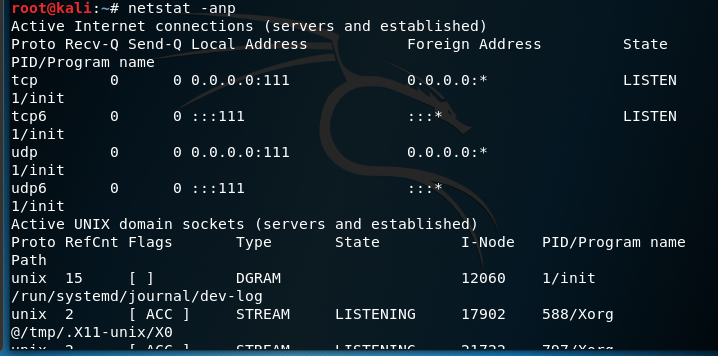 root@kali:~# netstat -anp
Active Internet connections (servers and established)
Proto Recv-Q Send-Q Local Address           Foreign Address         State
PID/Program name
tcp        0      0 0.0.0.0:111             0.0.0.0:*               LISTEN
1/init
tcp6       0      0 :::111                  :::*                    LISTEN
1/init
udp        0      0 0.0.0.0:111             0.0.0.0:*
1/init
udp6       0      0 :::111                  :::*
1/init
Active UNIX domain sockets (servers and established)
Proto RefCnt Flags       Type       State         I-Node   PID/Program name
Path
unix  15     [ ]         DGRAM                    12060    1/init
/run/systemd/journal/dev-log
unix  2      [ ACC ]     STREAM     LISTENING     17902    588/Xorg
@/tmp/.X11-unix/X0
unix  2      [ ACC ]     STREAM     LISTENING